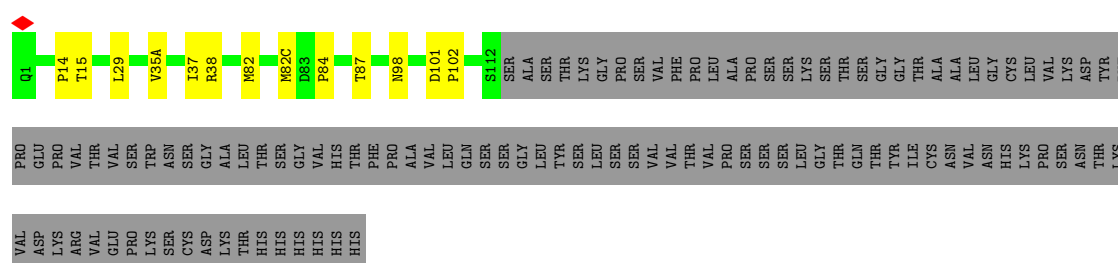 Q1 P14 T15 L29 V35A I37 R38 M82 M82C D83 P84 T87 N98 D101 P102 S112 SER ALA SER THR LYS GLY PRO SER VAL PHE PRO LEU ALA PRO SER SER LYS SER THR SER GLY GLY THR ALA ALA LEU GLY CYS LEU VAL LYS ASP TYR
PRO GLU PRO VAL THR VAL SER TRP ASN SER GLY ALA LEU THR SER GLY VAL HIS THR PHE PRO ALA VAL LEU GLN SER SER GLY LEU TYR SER LEU SER SER VAL VAL THR VAL PRO SER SER SER LEU GLY THR GLN THR TYR ILE CYS ASN VAL ASN HIS LYS PRO SER ASN THR LYS
VAL ASP LYS ARG VAL GLU PRO LYS SER CYS ASP LYS THR HIS HIS HIS HIS HIS HIS